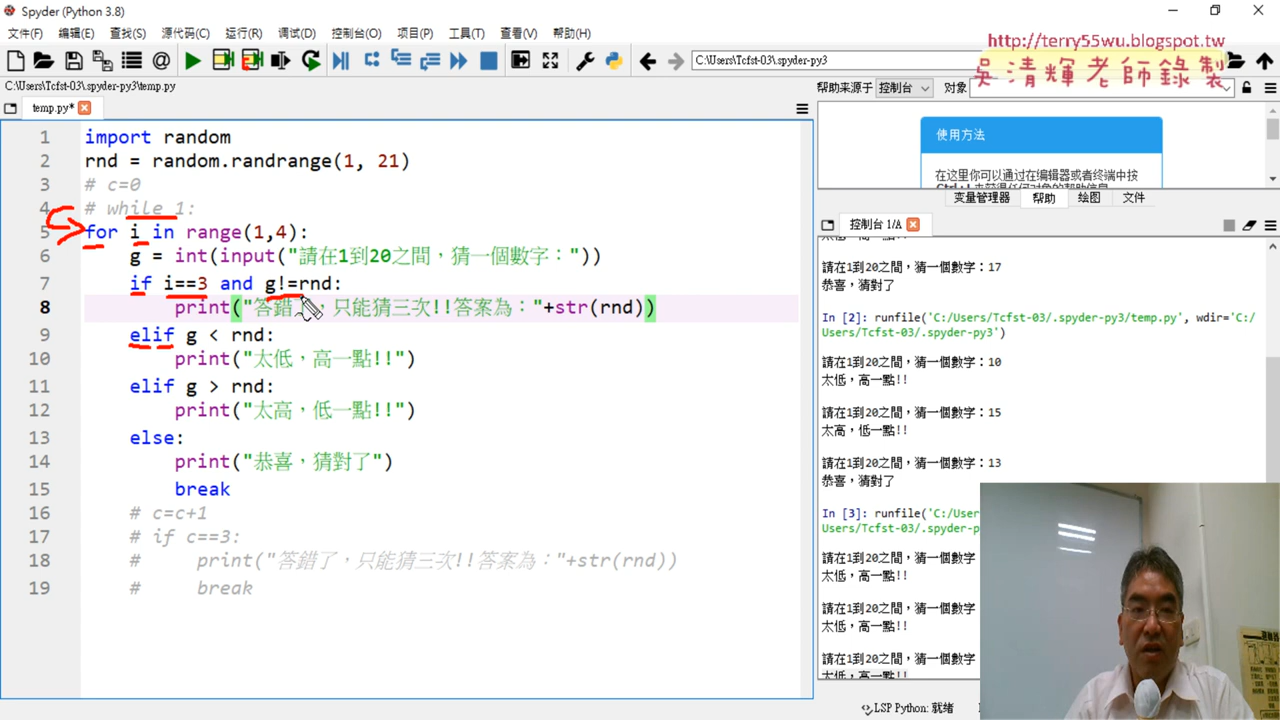 Spyder (Python 3.8)
文件(F) 编辑(E) 查找(S) 源代码(C) 运行(R) 调试(D) 控制台(O) 项目(P) 工具(T) 查看(V) 帮助(H)
http://terry55wu.blogspot.tw
吳清輝老師錄製
C:\Users\Tcfst-03\.spyder-py3
C:\Users\Tcfst-03\.spyder-py3\temp.py
帮助来源于 控制台 对象
temp.py*
1 import random
2 rnd = random.randrange(1, 21)
3 # c=0
4 # while 1:
5 for i in range(1,4):
6 g = int(input("請在1到20之間，猜一個數字："))
7 if i==3 and g!=rnd:
8 print("答錯，只能猜三次!!答案為："+str(rnd))
9 elif g < rnd:
10 print("太低，高一點!!")
11 elif g > rnd:
12 print("太高，低一點!!")
13 else:
14 print("恭喜，猜對了")
15 break
16 # c=c+1
17 # if c==3:
18 # print("答錯了，只能猜三次!!答案為："+str(rnd))
19 # break
使用方法
在这里你可以通过在编辑器或者终端中按
变量管理器 帮助 绘图 文件
控制台 1/A
請在1到20之間，猜一個數字：17
恭喜，猜對了
In [2]: runfile('C:/Users/Tcfst-03/.spyder-py3/temp.py', wdir='C:/
Users/Tcfst-03/.spyder-py3')
請在1到20之間，猜一個數字：10
太低，高一點!!
請在1到20之間，猜一個數字：15
太高，低一點!!
請在1到20之間，猜一個數字：13
恭喜，猜對了
In [3]: runfile('C:/User
Users/Tcfst-03/.spyder-p
請在1到20之間，猜一個數字
太低，高一點!!
請在1到20之間，猜一個數字
太低，高一點!!
請在1到20之間，猜一個數字
太低，高一點!!
LSP Python: 就绪